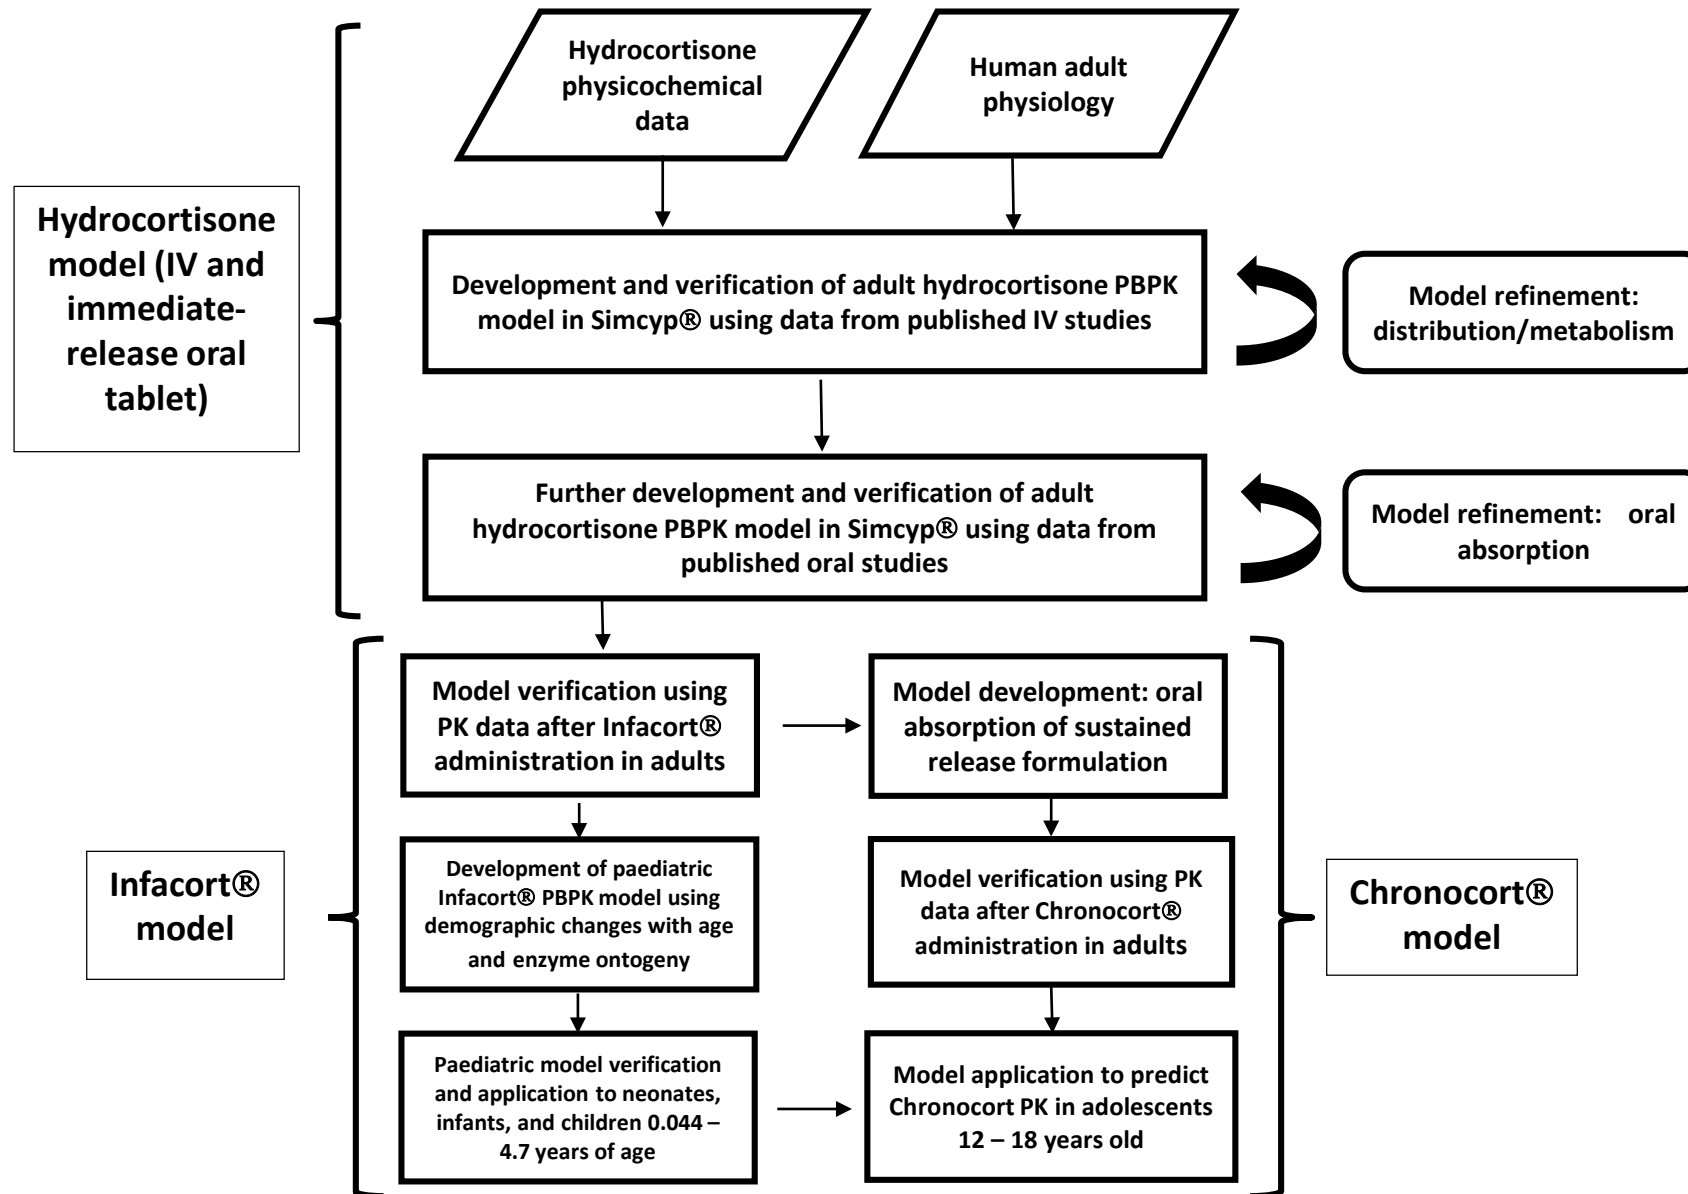 Hydrocortisone
physicochemical
data
Human adult
physiology
Hydrocortisone
model (IV and
immediate-
release oral
tablet)
Development and verification of adult hydrocortisone PBPK
model in Simcyp® using data from published IV studies
Model refinement:
distribution/metabolism
Further development and verification of adult
hydrocortisone PBPK model in Simcyp® using data from
published oral studies
Model refinement: oral
absorption
Model verification using
PK data after Infacort®
administration in adults
Model development: oral
absorption of sustained
release formulation
Infacort®
model
Development of paediatric
Infacort® PBPK model using
demographic changes with age
and enzyme ontogeny
Model verification using PK
data after Chronocort®
administration in adults
Chronocort®
model
Paediatric model verification
and application to neonates,
infants, and children 0.044 –
4.7 years of age
Model application to predict
Chronocort PK in adolescents
12 – 18 years old